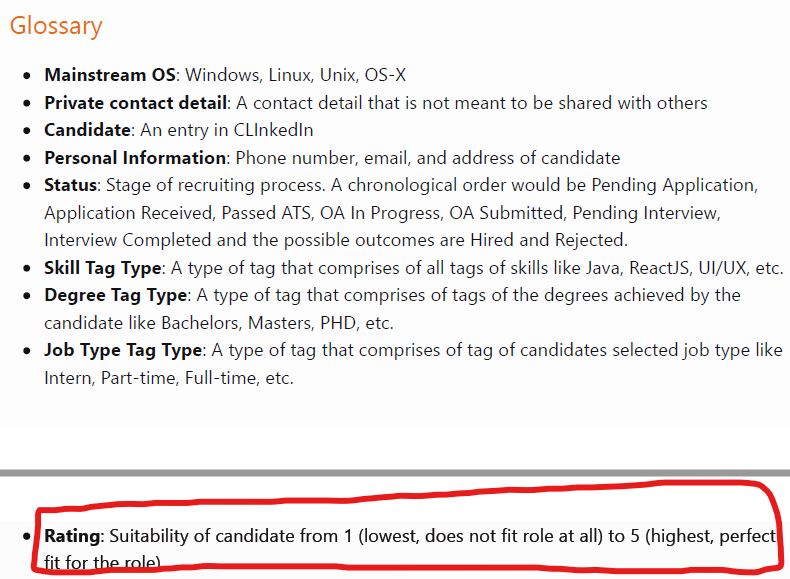 Glossary
• Mainstream OS: Windows, Linux, Unix, OS-X
• Private contact detail: A contact detail that is not meant to be shared with others
• Candidate: An entry in CLInkedIn
• Personal Information: Phone number, email, and address of candidate
• Status: Stage of recruiting process. A chronological order would be Pending Application,
Application Received, Passed ATS, OA In Progress, OA Submitted, Pending Interview,
Interview Completed and the possible outcomes are Hired and Rejected.
• Skill Tag Type: A type of tag that comprises of all tags of skills like Java, ReactJS, UI/UX, etc.
• Degree Tag Type: A type of tag that comprises of tags of the degrees achieved by the
candidate like Bachelors, Masters, PHD, etc.
• Job Type Tag Type: A type of tag that comprises of tag of candidates selected job type like
Intern, Part-time, Full-time, etc.
• Rating: Suitability of candidate from 1 (lowest, does not fit role at all) to 5 (highest, perfect
fit for the role)